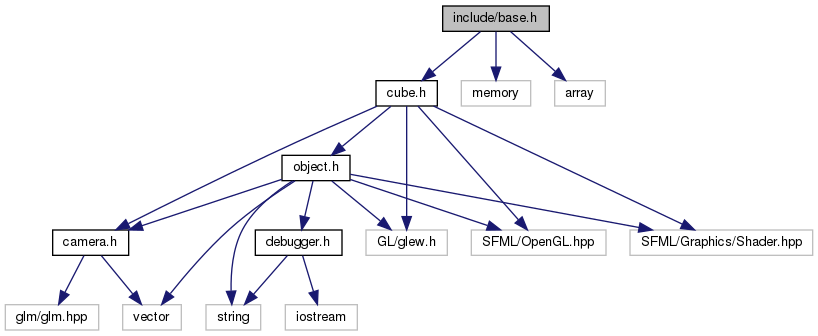 include/base.h
cube.h
memory
array
object.h
camera.h
debugger.h
GL/glew.h
SFML/OpenGL.hpp
SFML/Graphics/Shader.hpp
glm/glm.hpp
vector
string
iostream